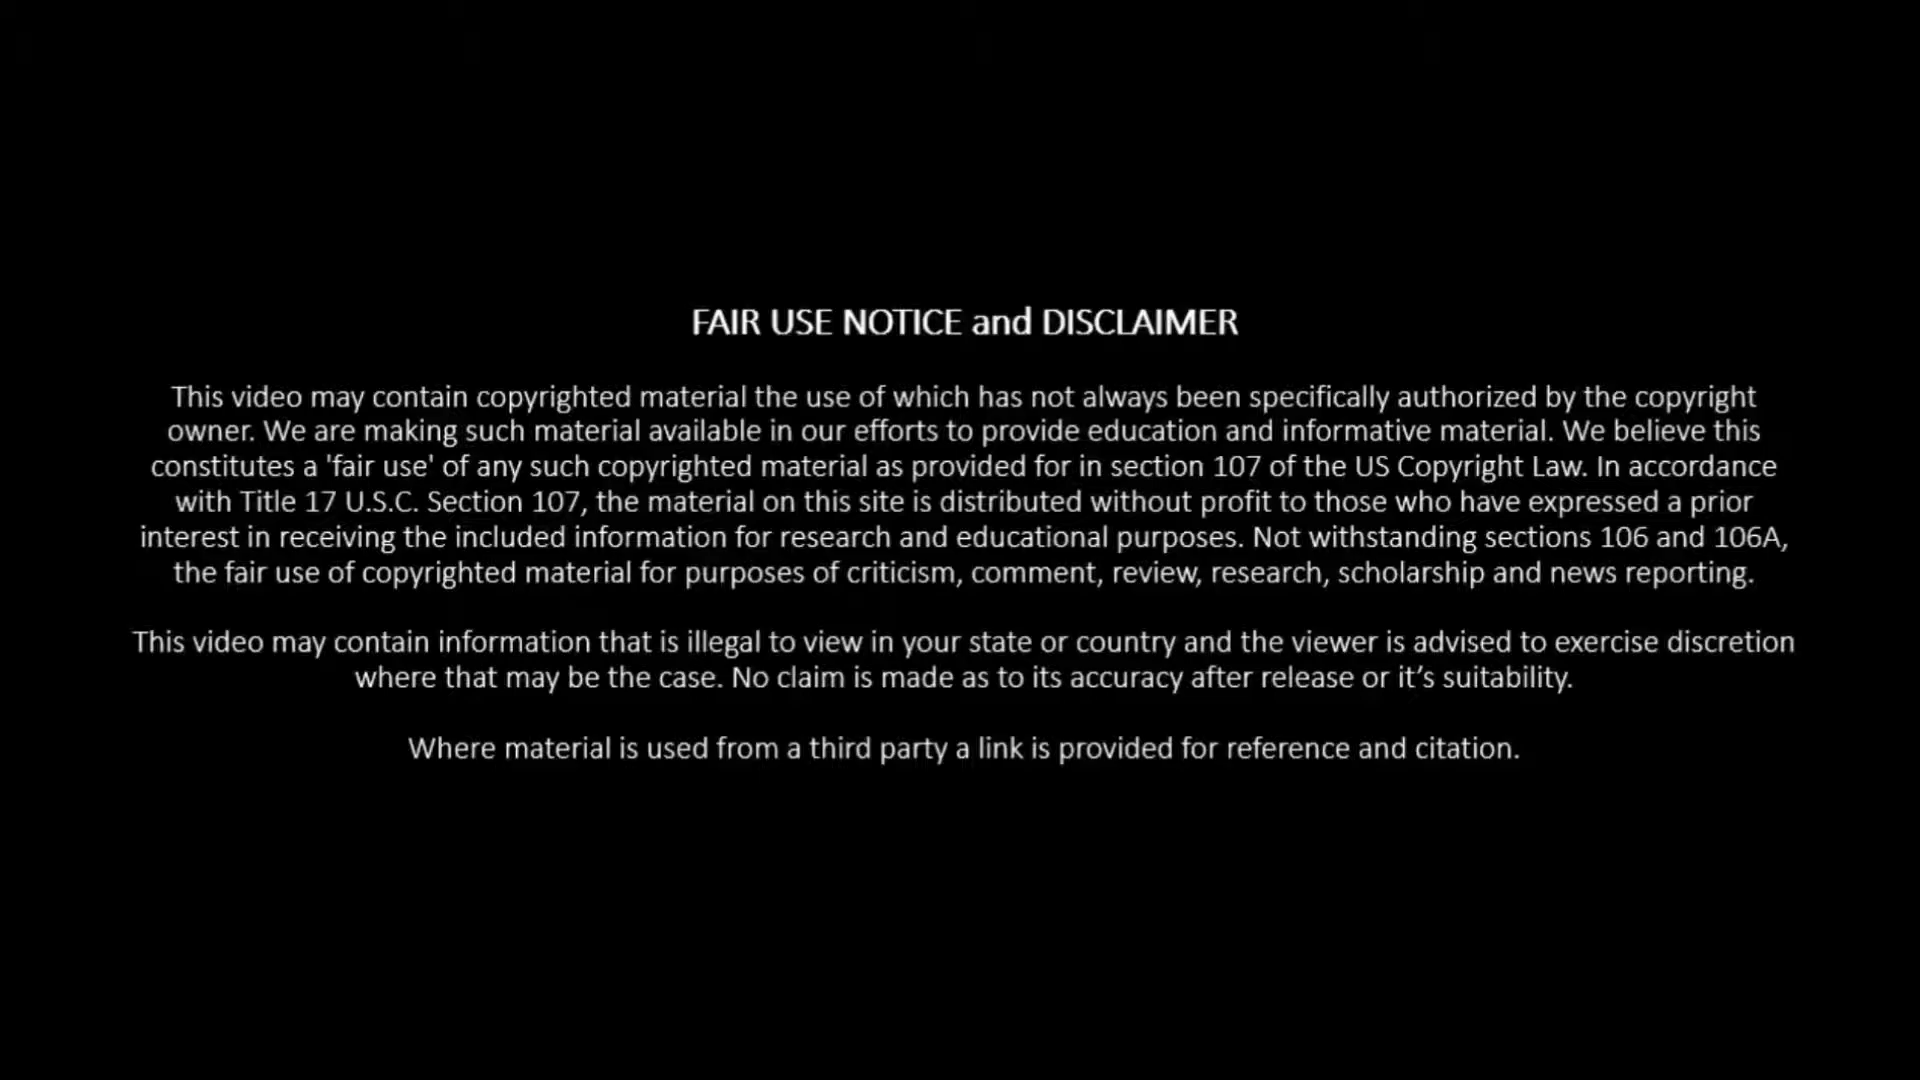 FAIR USE NOTICE and DISCLAIMER
This video may contain copyrighted material the use of which has not always been specifically authorized by the copyright
owner. We are making such material available in our efforts to provide education and informative material. We believe this
constitutes a 'fair use' of any such copyrighted material as provided for in section 107 of the US Copyright Law. In accordance
with Title 17 U.S.C. Section 107, the material on this site is distributed without profit to those who have expressed a prior
interest in receiving the included information for research and educational purposes. Not withstanding sections 106 and 106A,
the fair use of copyrighted material for purposes of criticism, comment, review, research, scholarship and news reporting.
This video may contain information that is illegal to view in your state or country and the viewer is advised to exercise discretion
where that may be the case. No claim is made as to its accuracy after release or it’s suitability.
Where material is used from a third party a link is provided for reference and citation.